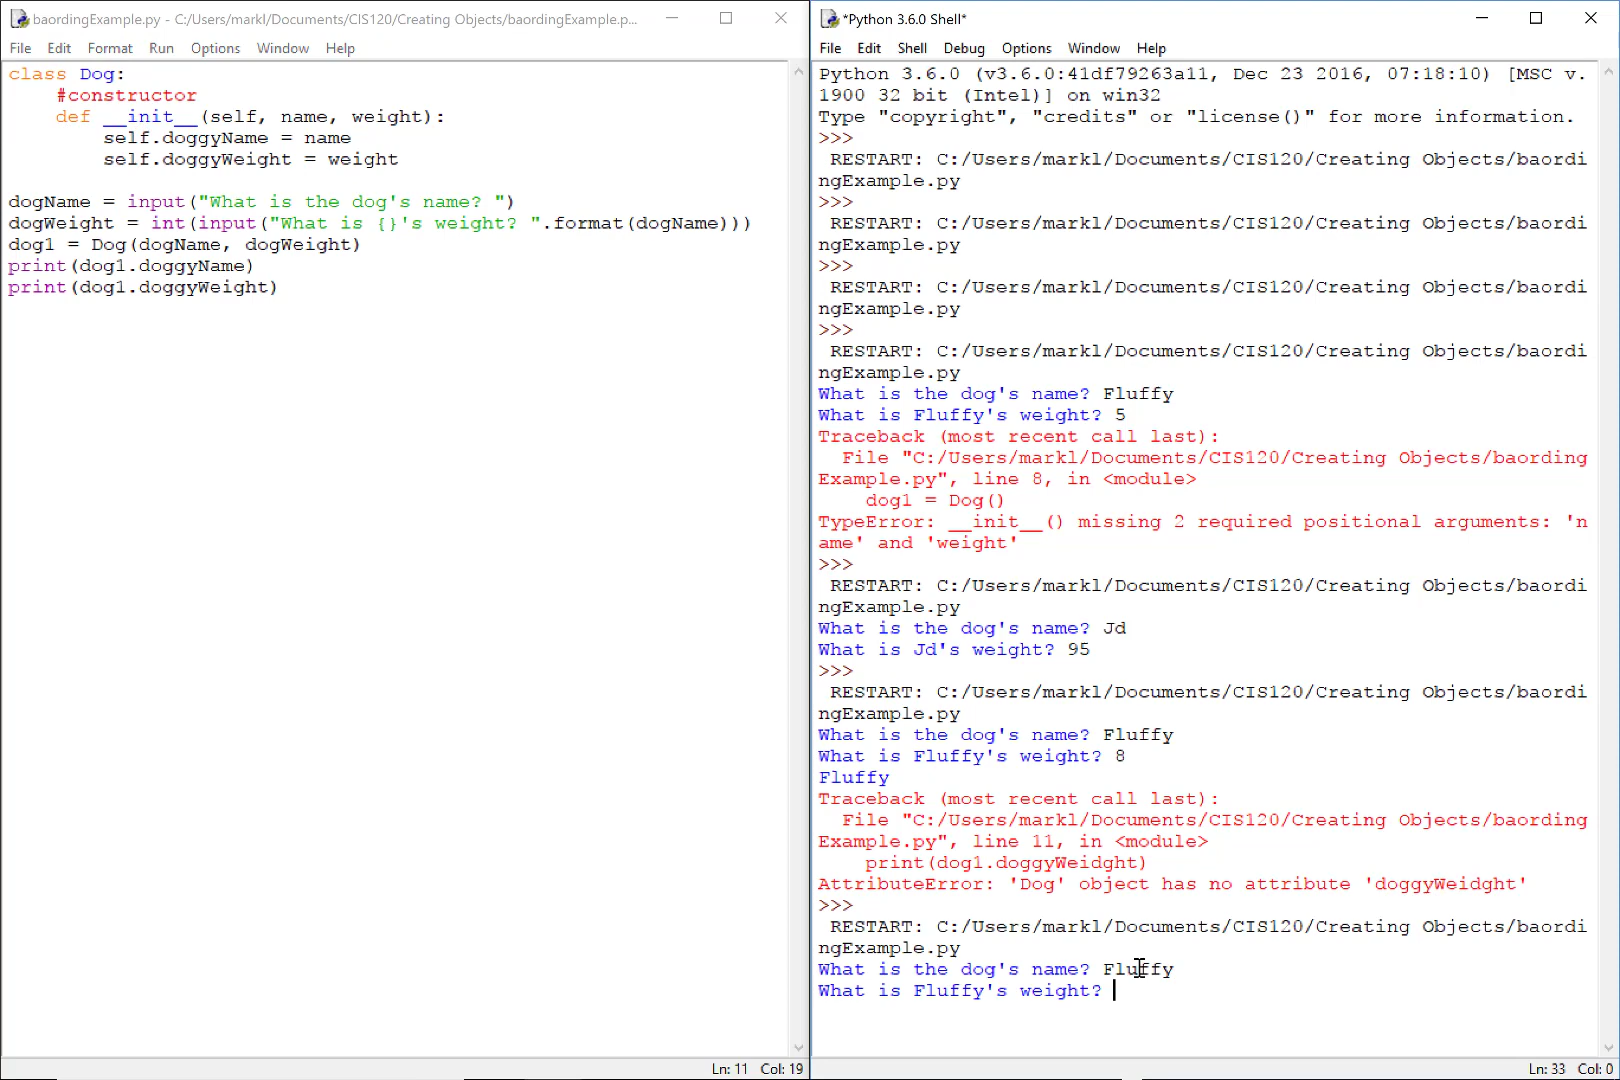 baordingExample.py - C:/Users/markl/Documents/CIS120/Creating Objects/baordingExample.p...
File Edit Format Run Options Window Help
class Dog:
    #constructor
    def __init__(self, name, weight):
        self.doggyName = name
        self.doggyWeight = weight

dogName = input("What is the dog's name? ")
dogWeight = int(input("What is {}'s weight? ".format(dogName)))
dog1 = Dog(dogName, dogWeight)
print(dog1.doggyName)
print(dog1.doggyWeight)
Ln: 11 Col: 19
*Python 3.6.0 Shell*
File Edit Shell Debug Options Window Help
Python 3.6.0 (v3.6.0:41df79263a11, Dec 23 2016, 07:18:10) [MSC v.
1900 32 bit (Intel)] on win32
Type "copyright", "credits" or "license()" for more information.
>>>
 RESTART: C:/Users/markl/Documents/CIS120/Creating Objects/baordi
ngExample.py
>>>
 RESTART: C:/Users/markl/Documents/CIS120/Creating Objects/baordi
ngExample.py
>>>
 RESTART: C:/Users/markl/Documents/CIS120/Creating Objects/baordi
ngExample.py
>>>
 RESTART: C:/Users/markl/Documents/CIS120/Creating Objects/baordi
ngExample.py
What is the dog's name? Fluffy
What is Fluffy's weight? 5
Traceback (most recent call last):
  File "C:/Users/markl/Documents/CIS120/Creating Objects/baording
Example.py", line 8, in <module>
    dog1 = Dog()
TypeError: __init__() missing 2 required positional arguments: 'n
ame' and 'weight'
>>>
 RESTART: C:/Users/markl/Documents/CIS120/Creating Objects/baordi
ngExample.py
What is the dog's name? Jd
What is Jd's weight? 95
>>>
 RESTART: C:/Users/markl/Documents/CIS120/Creating Objects/baordi
ngExample.py
What is the dog's name? Fluffy
What is Fluffy's weight? 8
Fluffy
Traceback (most recent call last):
  File "C:/Users/markl/Documents/CIS120/Creating Objects/baording
Example.py", line 11, in <module>
    print(dog1.doggyWeidght)
AttributeError: 'Dog' object has no attribute 'doggyWeidght'
>>>
 RESTART: C:/Users/markl/Documents/CIS120/Creating Objects/baordi
ngExample.py
What is the dog's name? Fluffy
What is Fluffy's weight?
Ln: 33 Col: 0